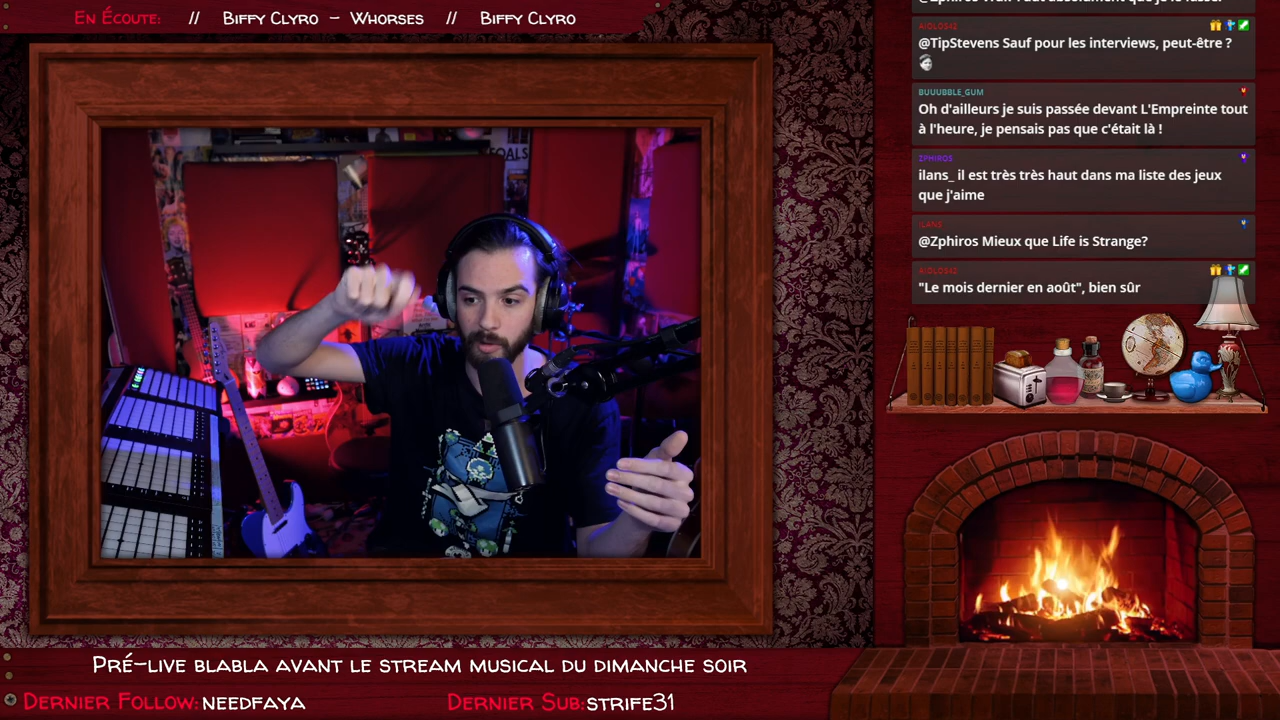 En Écoute: // Biffy Clyro - Whorses // Biffy Clyro
AIOLOS42
@TipStevens Sauf pour les interviews, peut-être ?
BUUUBBLE_GUM
Oh d'ailleurs je suis passée devant L'Empreinte tout
à l'heure, je pensais pas que c'était là !
ZPHIROS
ilans_ il est très très haut dans ma liste des jeux
que j'aime
ILANS_
@Zphiros Mieux que Life is Strange?
AIOLOS42
"Le mois dernier en août", bien sûr
Pré-live blabla avant le stream musical du dimanche soir
Dernier Follow: needfaya
Dernier Sub: strife31